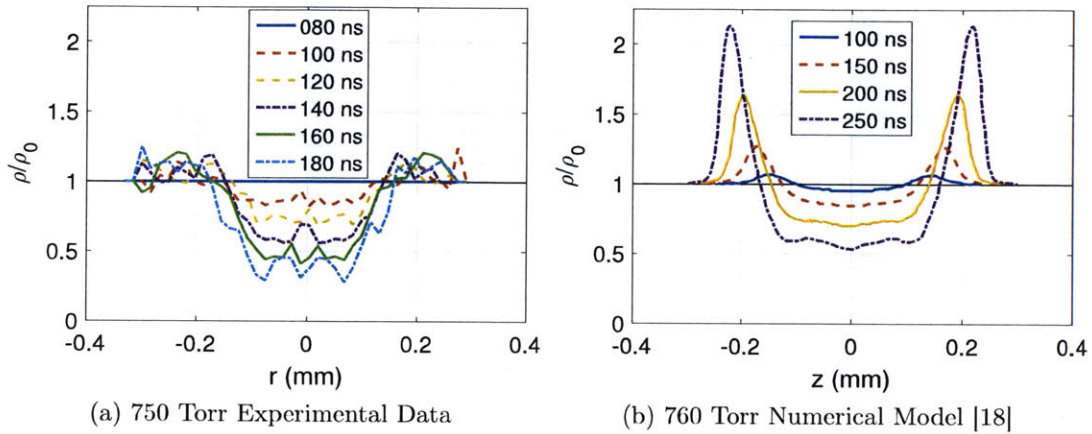 2
1.5
1
0.5
0
ρ/ρ₀
080 ns
100 ns
120 ns
140 ns
160 ns
180 ns
-0.4
-0.2
0
0.2
0.4
r (mm)
(a) 750 Torr Experimental Data
2
1.5
1
0.5
0
ρ/ρ₀
100 ns
150 ns
200 ns
250 ns
-0.4
-0.2
0
0.2
0.4
z (mm)
(b) 760 Torr Numerical Model [18]